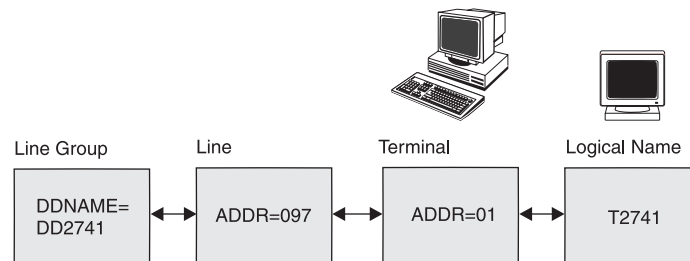 Line Group
Line
Terminal
Logical Name
DDNAME=
DD2741
ADDR=097
ADDR=01
T2741